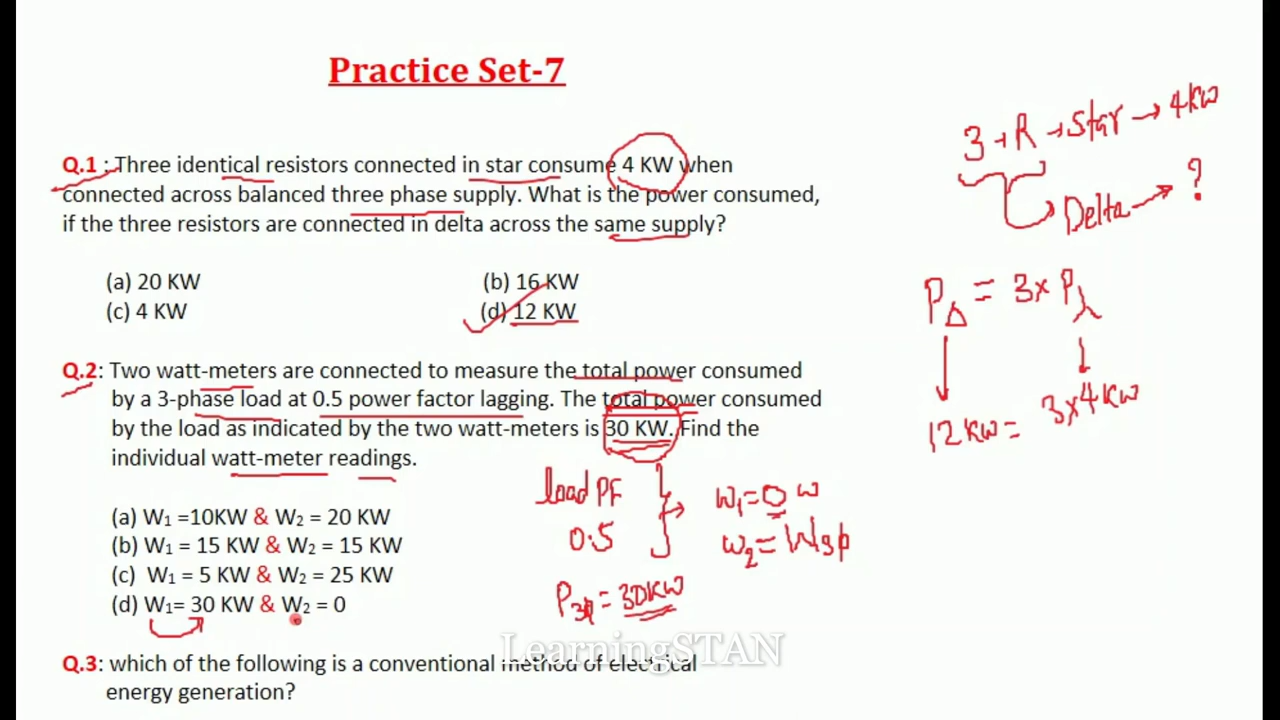 Practice Set-7
Q.1 : Three identical resistors connected in star consume 4 KW when
connected across balanced three phase supply. What is the power consumed,
if the three resistors are connected in delta across the same supply?
(a) 20 KW (b) 16 KW
(c) 4 KW (d) 12 KW
3 → R → Star → 4 KW
Delta → ?
P△ = 3 × P⅄
12 KW = 3 × 4 KW
Q.2: Two watt-meters are connected to measure the total power consumed
by a 3-phase load at 0.5 power factor lagging. The total power consumed
by the load as indicated by the two watt-meters is 30 KW. Find the
individual watt-meter readings.
(a) W₁ =10KW & W₂ = 20 KW
(b) W₁ = 15 KW & W₂ = 15 KW
(c) W₁ = 5 KW & W₂ = 25 KW
(d) W₁= 30 KW & W₂ = 0
load PF
0.5
W₁ = 0 W
W₂ = W3ϕ
P3ϕ = 30KW
LearningSTAN
Q.3: which of the following is a conventional method of electrical
energy generation?